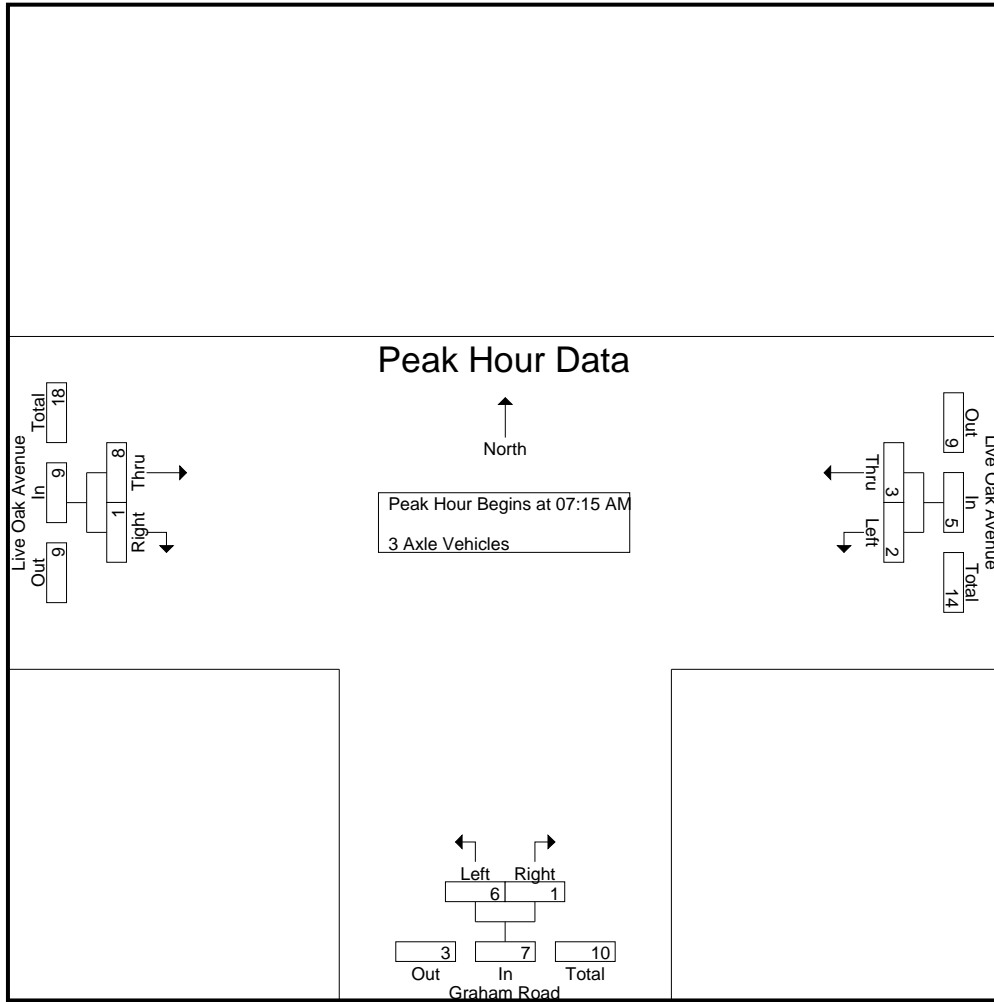 Peak Hour Data
North
Peak Hour Begins at 07:15 AM
3 Axle Vehicles
Live Oak Avenue
Total
18
In
9
Out
9
8
Thru
1
Right
Live Oak Avenue
Out
9
In
5
Total
14
Thru
3
Left
2
Left Right
6 1
3 7 10
Out In Total
Graham Road